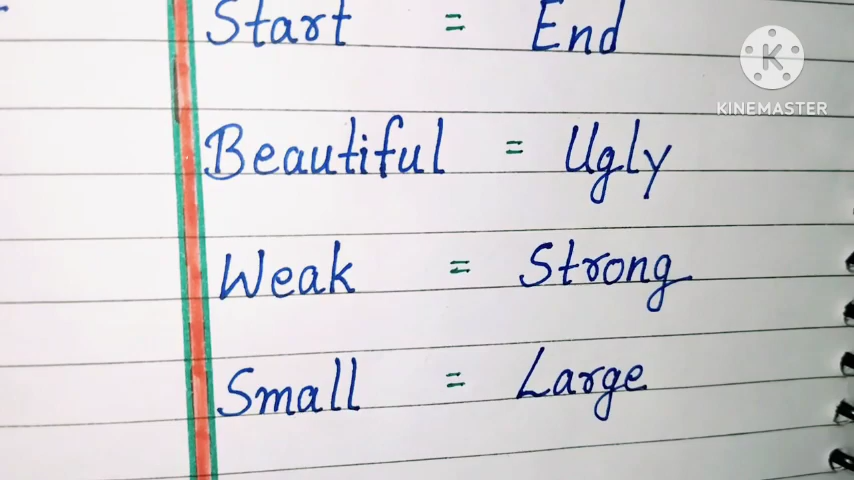 Start = End
K
KINEMASTER
Beautiful = Ugly
Weak = Strong
Small = Large